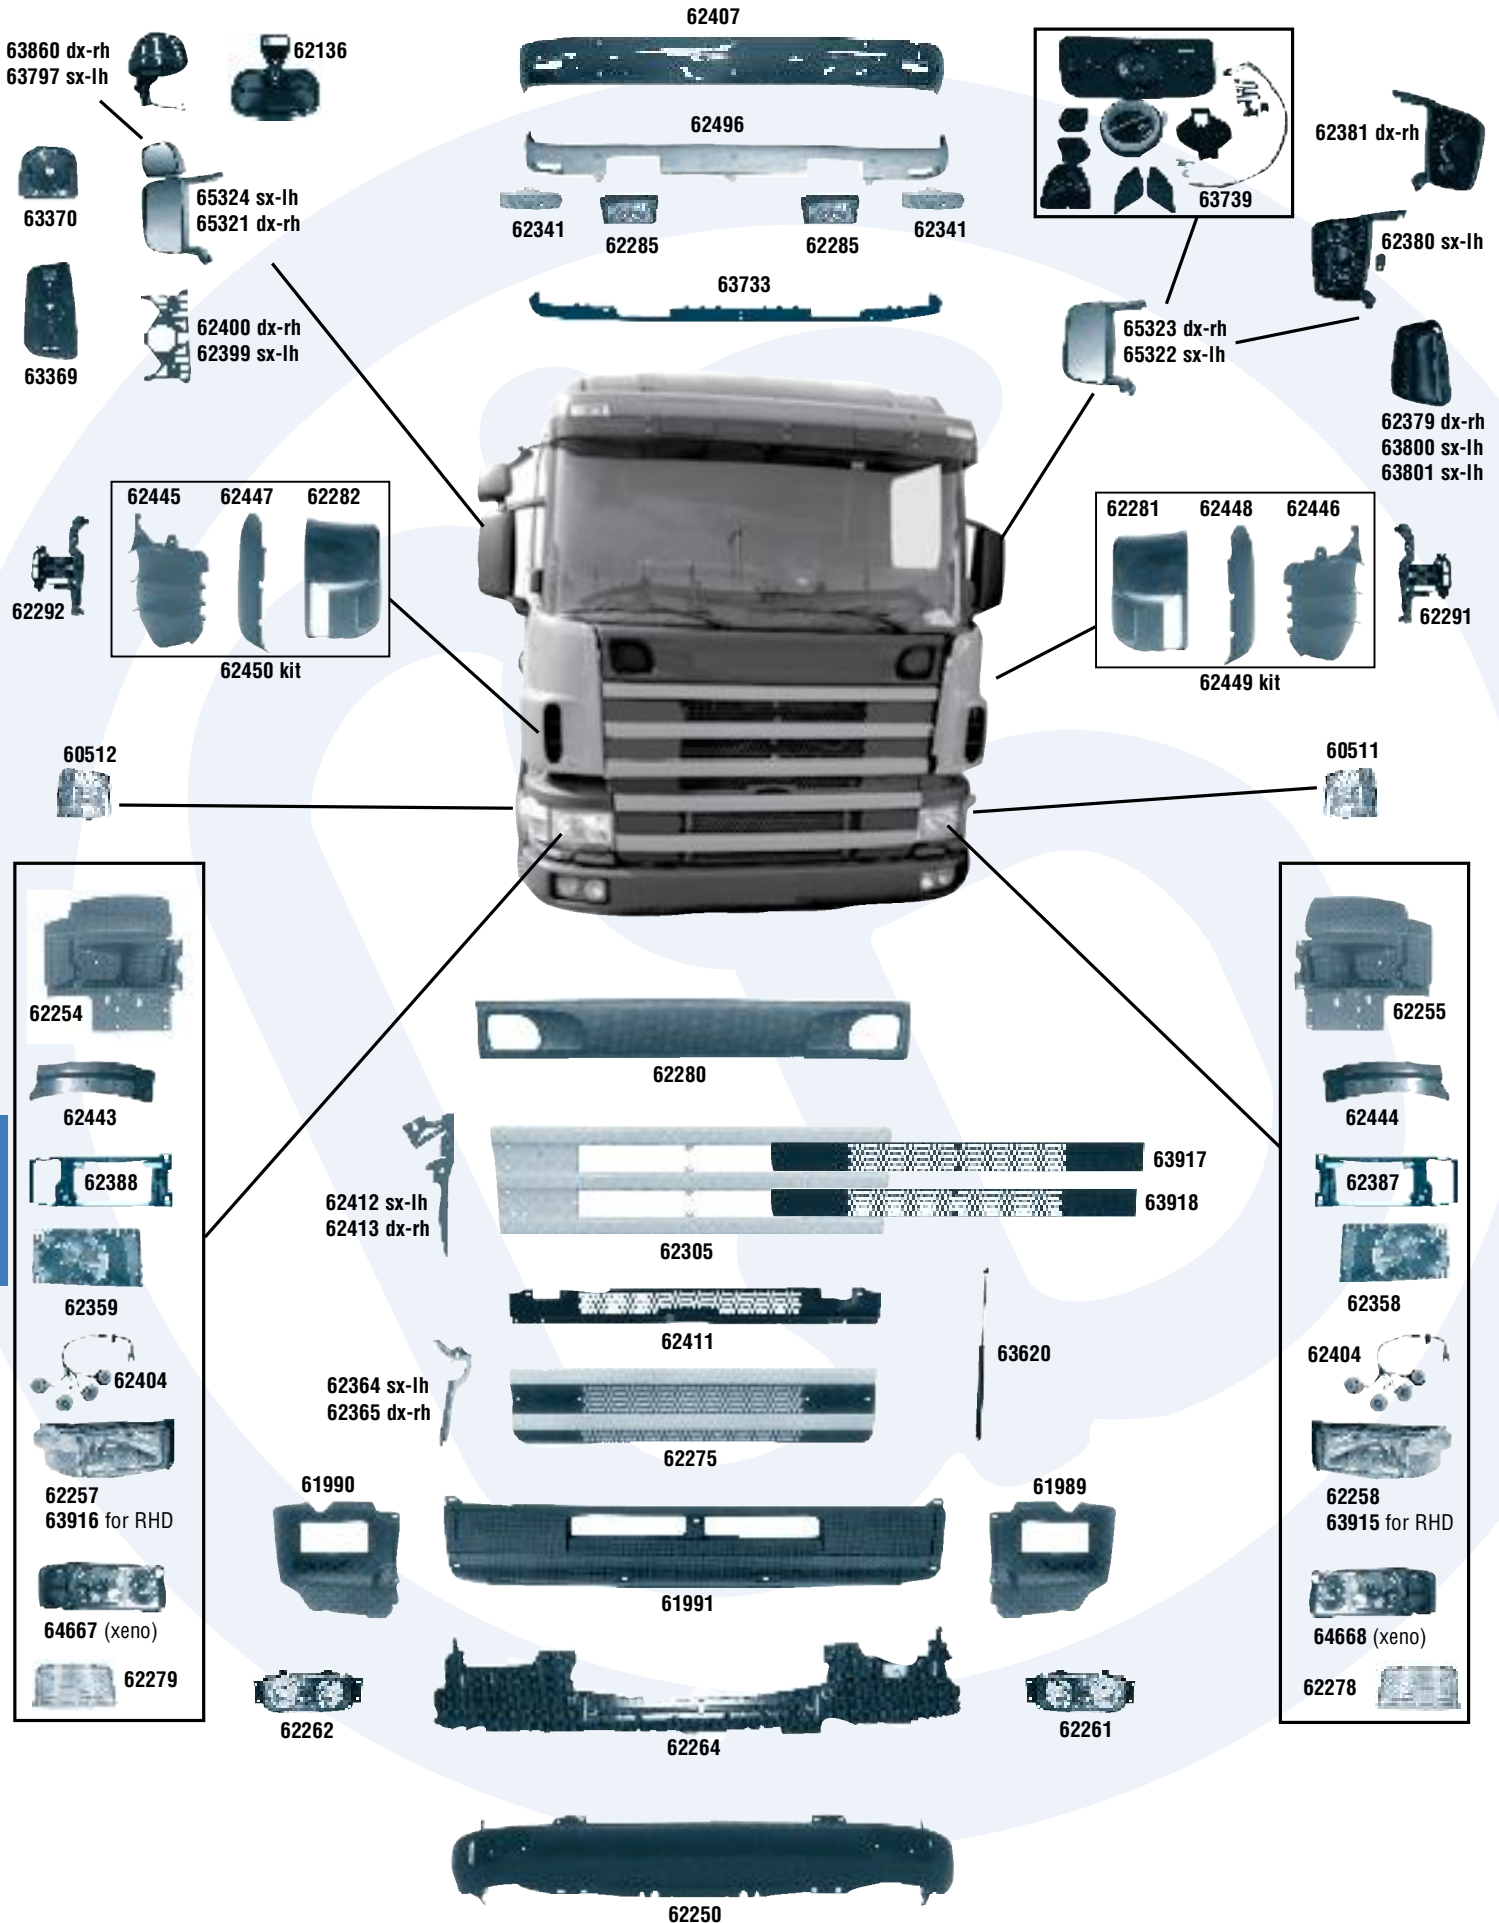 62407
63860 dx-rh
63797 sx-lh
62136
62496
62381 dx-rh
63370
65324 sx-lh
65321 dx-rh
62341
62285
62285
62341
63739
62380 sx-lh
63733
63369
62400 dx-rh
62399 sx-lh
65323 dx-rh
65322 sx-lh
62379 dx-rh
63800 sx-lh
63801 sx-lh
62445
62447
62282
62281
62448
62446
62292
62291
62450 kit
62449 kit
60512
60511
62254
62255
62280
62443
62444
63917
62388
62387
62412 sx-lh
62413 dx-rh
63918
62305
62359
62358
62411
63620
62404
62404
62364 sx-lh
62365 dx-rh
62275
61990
61989
62257
63916 for RHD
62258
63915 for RHD
61991
64667 (xeno)
64668 (xeno)
62279
62278
62262
62264
62261
62250